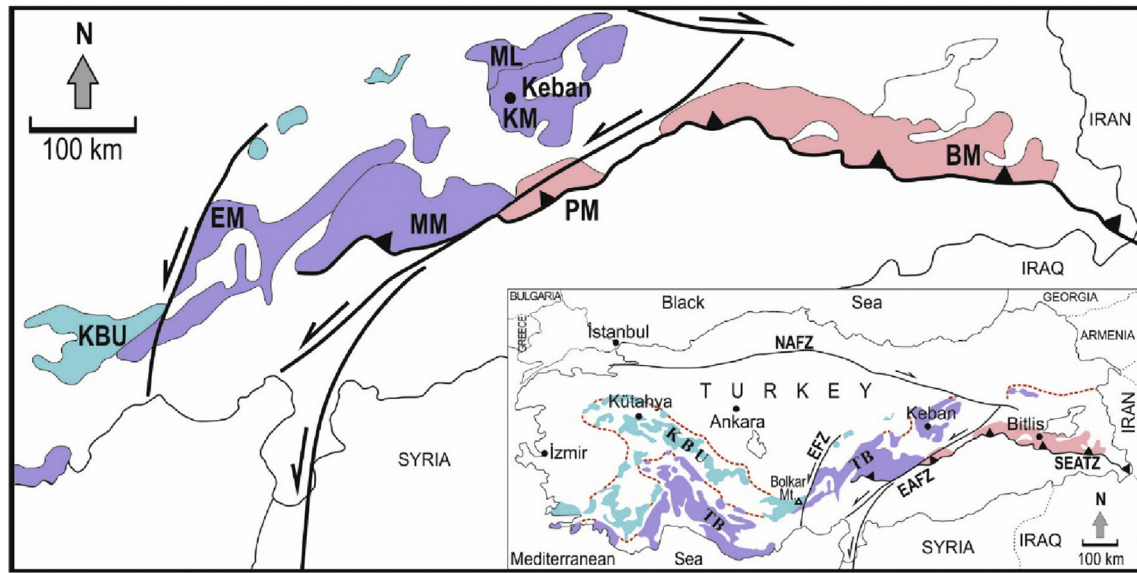 N
100 km
ML
Keban
KM
IRAN
BM
EM
MM
PM
IRAQ
KBU
SYRIA
BULGARIA
Black Sea
GEORGIA
GREECE
İstanbul
NAFZ
ARMENIA
TURKEY
Kütahya
Ankara
Keban
IRAN
KBU
EFZ
TB
Bitlis
İzmir
Bolkar
Mt.
SEATZ
EAFZ
TB
N
Mediterranean Sea
SYRIA
IRAQ
100 km